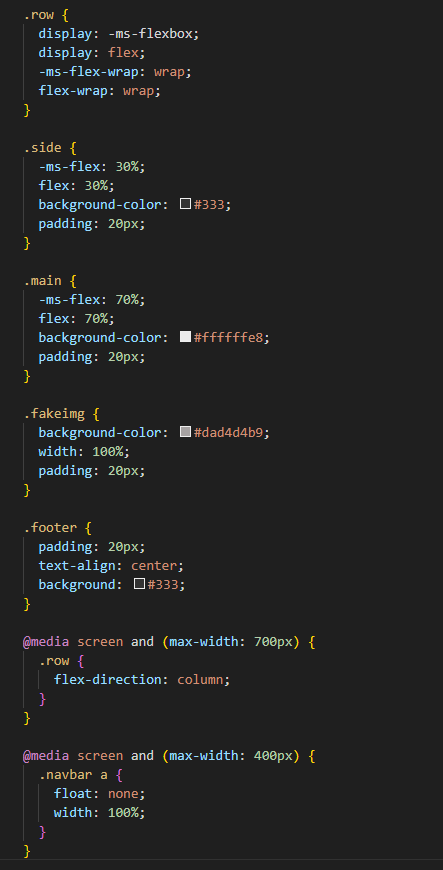 .row {
  display: -ms-flexbox;
  display: flex;
  -ms-flex-wrap: wrap;
  flex-wrap: wrap;
}

.side {
  -ms-flex: 30%;
  flex: 30%;
  background-color: #333;
  padding: 20px;
}

.main {
  -ms-flex: 70%;
  flex: 70%;
  background-color: #ffffffe8;
  padding: 20px;
}

.fakeimg {
  background-color: #dad4d4b9;
  width: 100%;
  padding: 20px;
}

.footer {
  padding: 20px;
  text-align: center;
  background: #333;
}

@media screen and (max-width: 700px) {
  .row {
    flex-direction: column;
  }
}

@media screen and (max-width: 400px) {
  .navbar a {
    float: none;
    width: 100%;
  }
}